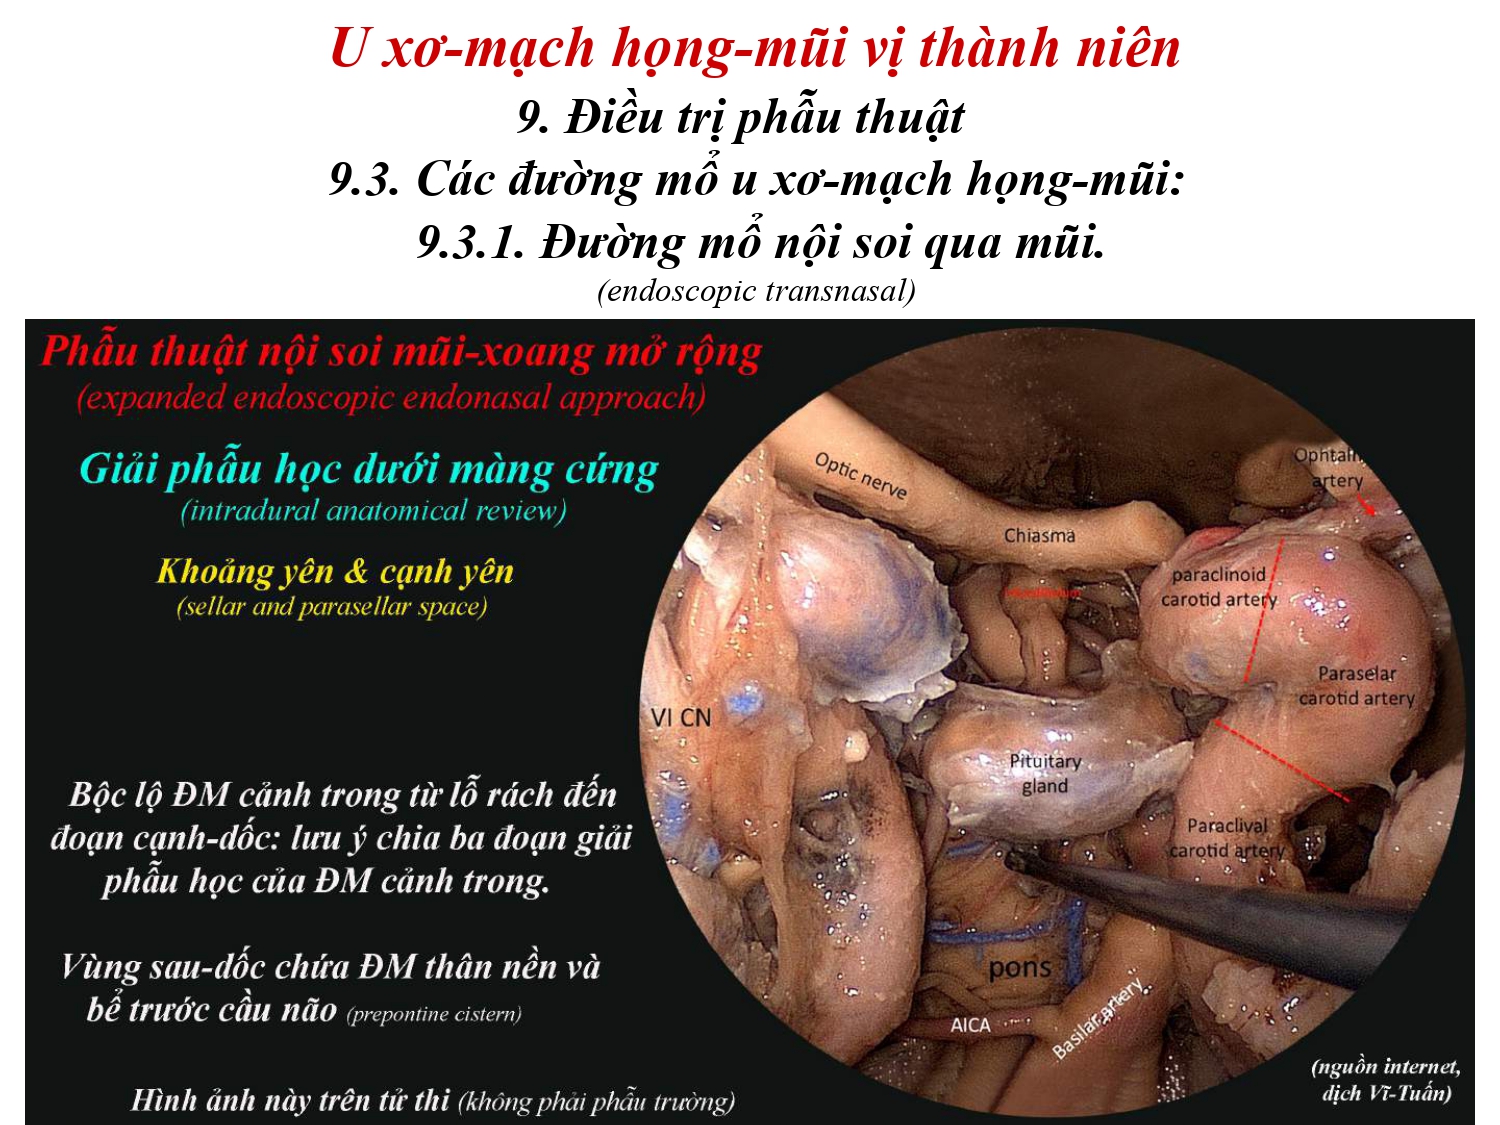 U xơ-mạch họng-mũi vị thành niên
9. Điều trị phẫu thuật
9.3. Các đường mổ u xơ-mạch họng-mũi:
9.3.1. Đường mổ nội soi qua mũi.
(endoscopic transnasal)
Phẫu thuật nội soi mũi-xoang mở rộng
(expanded endoscopic endonasal approach)
Giải phẫu học dưới màng cứng
(intradural anatomical review)
Khoảng yên & cạnh yên
(sellar and parasellar space)
Bộc lộ ĐM cảnh trong từ lỗ rách đến
đoạn cạnh-dốc: lưu ý chia ba đoạn giải
phẫu học của ĐM cảnh trong.
Vùng sau-dốc chứa ĐM thân nền và
bể trước cầu não (prepontine cistern)
Hình ảnh này trên tử thi (không phải phẫu trường)
Optic nerve
Chiasma
artery
paraclinoid
carotid artery
Paraselar
carotid artery
VI CN
Pituitary
gland
Paraclival
carotid artery
pons
AICA
Basilar artery
(nguồn internet,
dịch Vĩ-Tuấn)